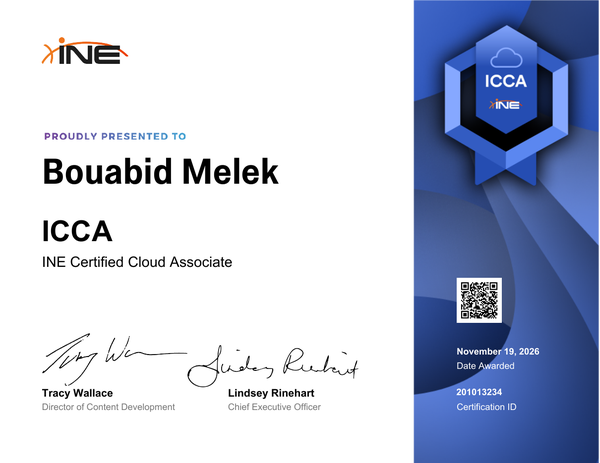 INE
PROUDLY PRESENTED TO
Bouabid Melek
ICCA
INE Certified Cloud Associate
Tracy Wallace
Director of Content Development
Lindsey Rinehart
Chief Executive Officer
ICCA
INE
November 19, 2026
Date Awarded
201013234
Certification ID